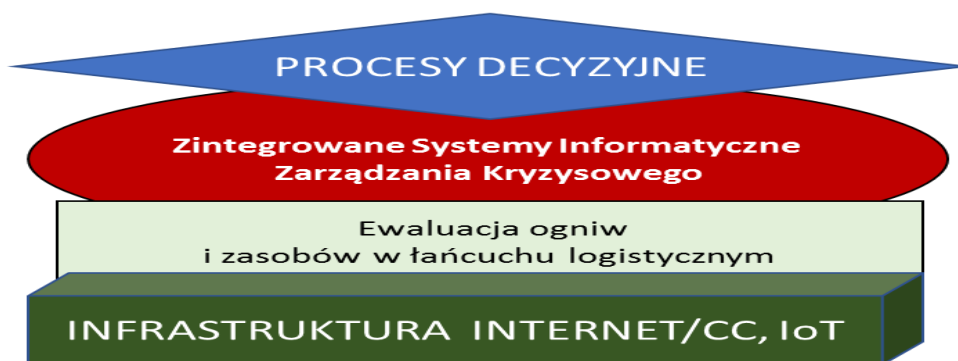 PROCESY DECYZYJNE
Zintegrowane Systemy Informatyczne
Zarządzania Kryzysowego
Ewaluacja ogniw
i zasobów w łańcuchu logistycznym
INFRASTRUKTURA INTERNET/CC, IoT